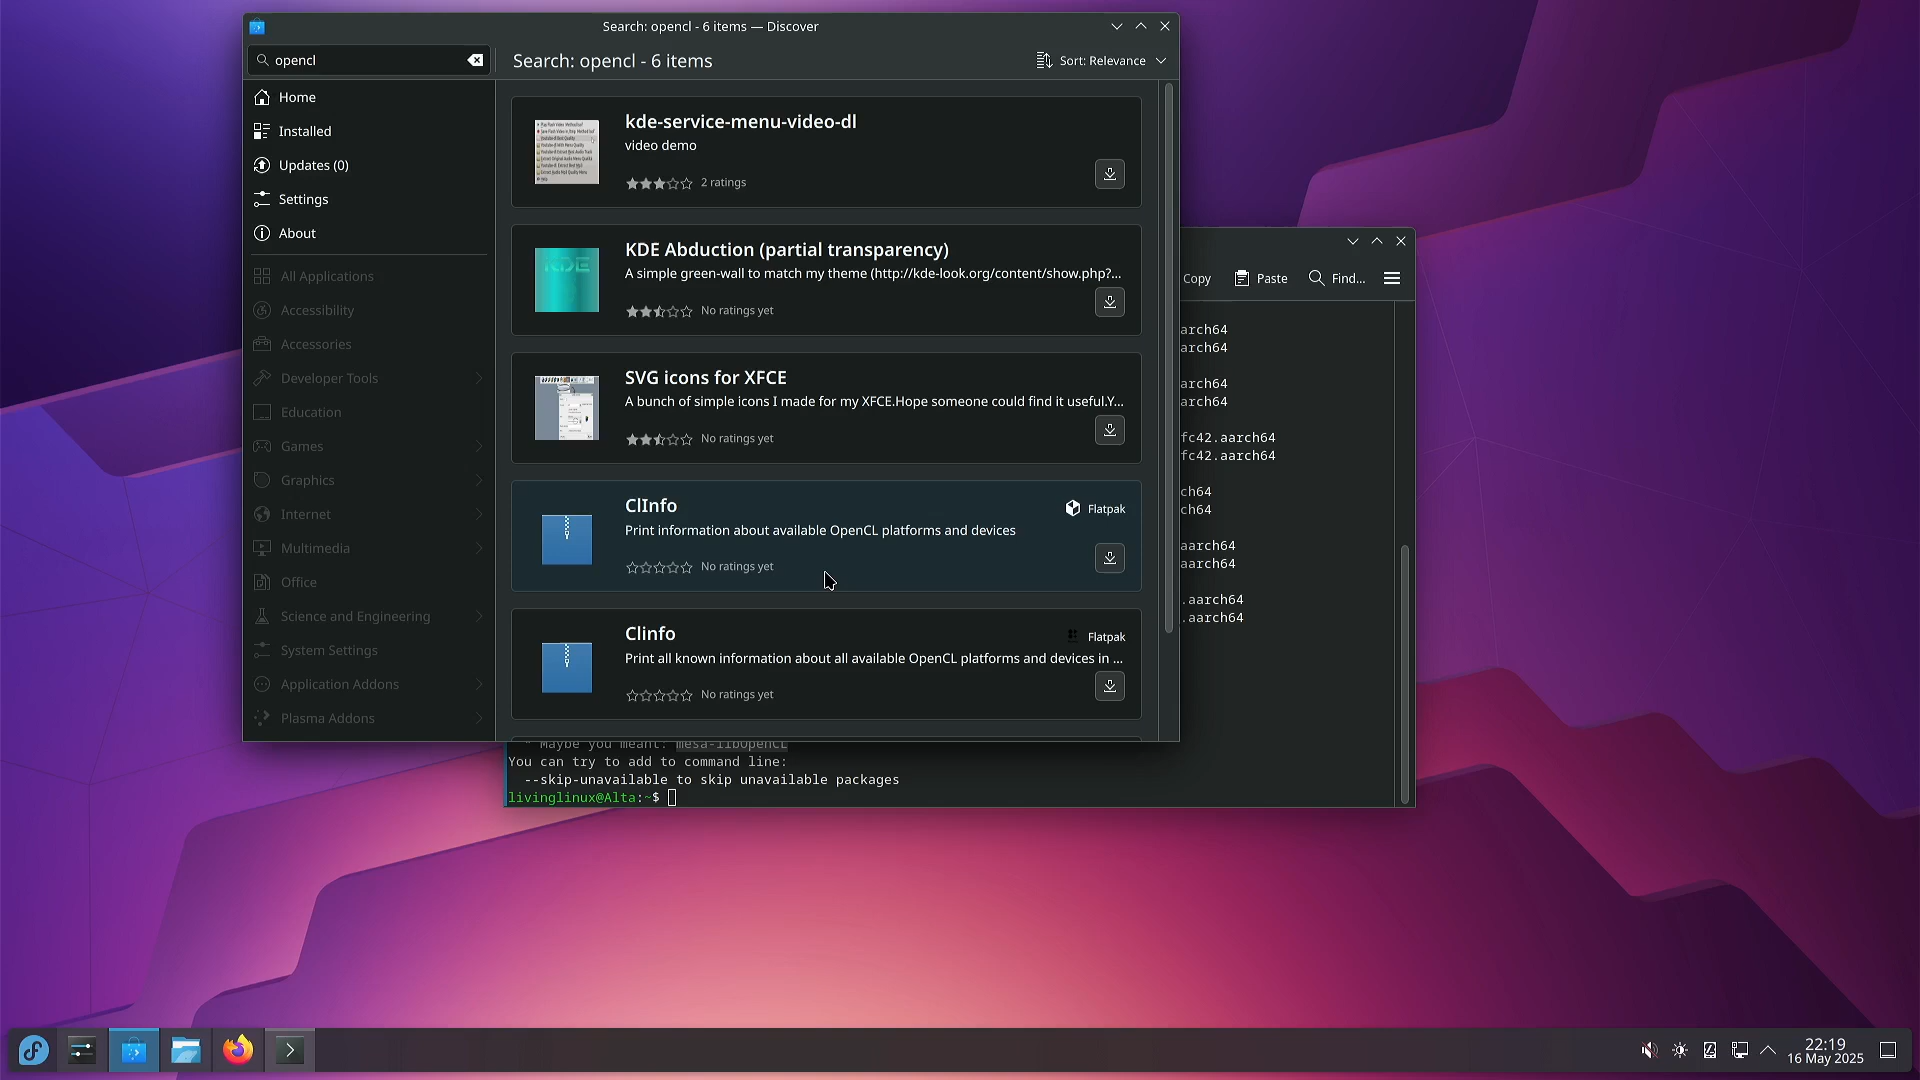 Search: opencl - 6 items — Discover
opencl
Search: opencl - 6 items
Sort: Relevance
Home
Installed
Updates (0)
Settings
About
All Applications
Accessibility
Accessories
Developer Tools
Education
Games
Graphics
Internet
Multimedia
Office
Science and Engineering
System Settings
Application Addons
Plasma Addons
kde-service-menu-video-dl
video demo
2 ratings
KDE Abduction (partial transparency)
A simple green-wall to match my theme (http://kde-look.org/content/show.php?...
No ratings yet
SVG icons for XFCE
A bunch of simple icons I made for my XFCE.Hope someone could find it useful.Y...
No ratings yet
ClInfo
Flatpak
Print information about available OpenCL platforms and devices
No ratings yet
Clinfo
Flatpak
Print all known information about all available OpenCL platforms and devices in ...
No ratings yet
Copy
Paste
Find...
arch64
arch64
arch64
arch64
fc42.aarch64
fc42.aarch64
ch64
ch64
aarch64
aarch64
.aarch64
.aarch64
* Maybe you meant: mesa-libOpenCL
You can try to add to command line:
--skip-unavailable to skip unavailable packages
livinglinux@Alta:~$
22:19
16 May 2025